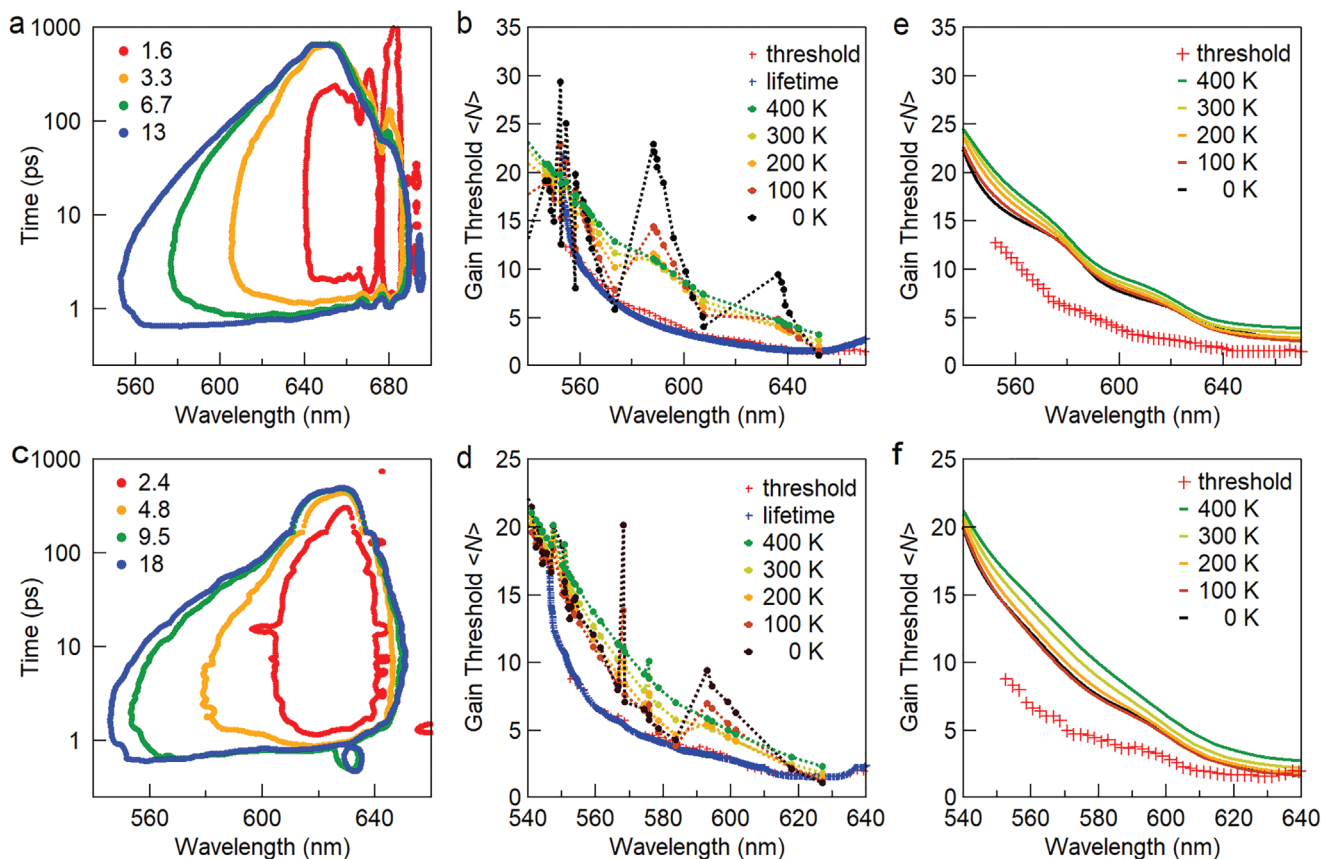 a
1000
100
10
1
Time (ps)
1.6
3.3
6.7
13
560
600
640
680
Wavelength (nm)
b
35
30
25
20
15
10
5
0
Gain Threshold <N>
threshold
lifetime
400 K
300 K
200 K
100 K
0 K
560
600
640
Wavelength (nm)
e
35
30
25
20
15
10
5
0
Gain Threshold <N>
threshold
400 K
300 K
200 K
100 K
0 K
560
600
640
Wavelength (nm)
c
1000
100
10
1
Time (ps)
2.4
4.8
9.5
18
560
600
640
Wavelength (nm)
d
25
20
15
10
5
0
Gain Threshold <N>
threshold
lifetime
400 K
300 K
200 K
100 K
0 K
540
560
580
600
620
640
Wavelength (nm)
f
25
20
15
10
5
0
Gain Threshold <N>
threshold
400 K
300 K
200 K
100 K
0 K
540
560
580
600
620
640
Wavelength (nm)